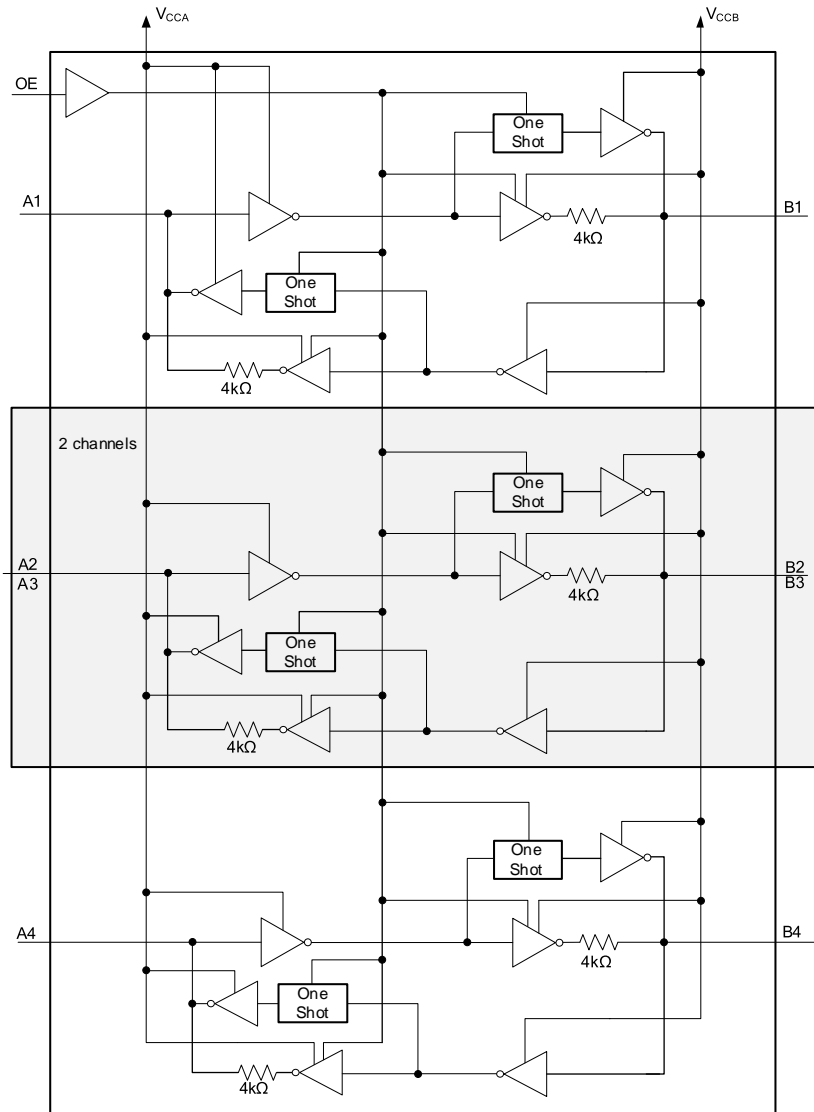 VCCA
VCCB
OE
One
Shot
A1
B1
4kΩ
One
Shot
4kΩ
2 channels
One
Shot
A2
A3
B2
B3
4kΩ
One
Shot
4kΩ
One
Shot
A4
B4
4kΩ
One
Shot
4kΩ